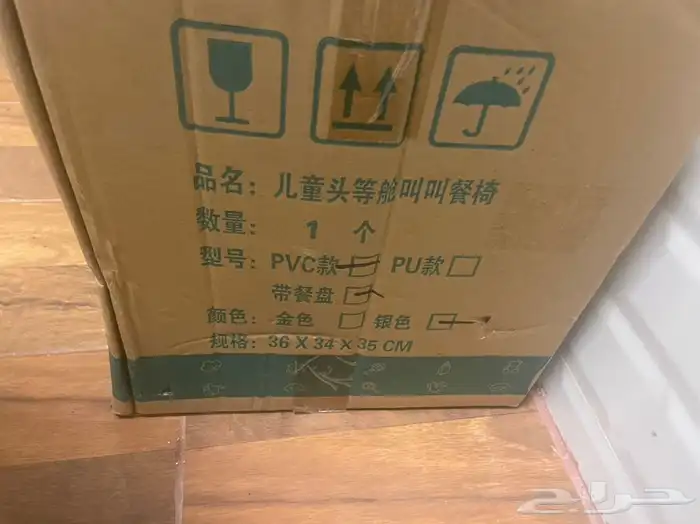 品名：儿童头等舱叫叫餐椅
数量：1 个
型号：PVC款 PU款
带餐盘
颜色：金色 银色
规格：36 X 34 X 35 CM
حراج